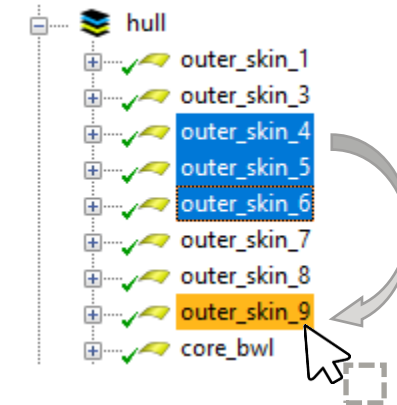 hull
outer_skin_1
outer_skin_3
outer_skin_4
outer_skin_5
outer_skin_6
outer_skin_7
outer_skin_8
outer_skin_9
core_bwl